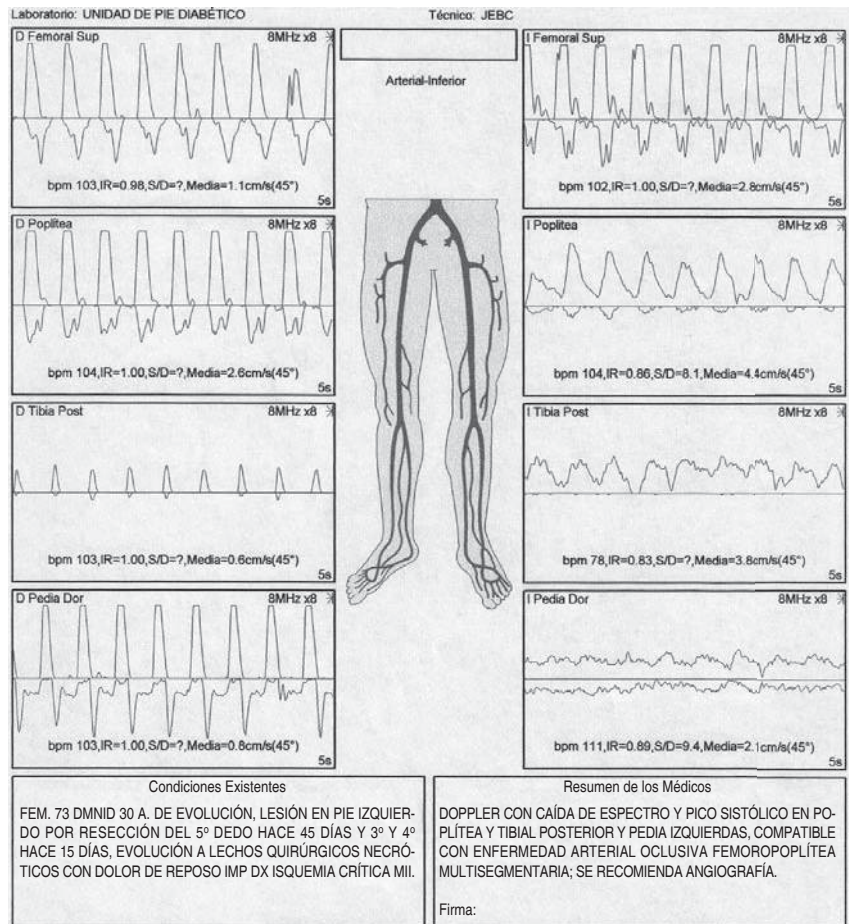 Laboratorio: UNIDAD DE PIE DIABÉTICO
Técnico: JEBC
D Femoral Sup 8MHz x8
bpm 103,IR=0.98,S/D=?,Media=1.1cm/s(45°)
5s
D Poplítea 8MHz x8
bpm 104,IR=1.00,S/D=?,Media=2.6cm/s(45°)
5s
D Tibia Post 8MHz x8
bpm 103,IR=1.00,S/D=?,Media=0.6cm/s(45°)
5s
D Pedia Dor 8MHz x8
bpm 103,IR=1.00,S/D=?,Media=0.8cm/s(45°)
5s
Arterial-Inferior
I Femoral Sup 8MHz x8
bpm 102,IR=1.00,S/D=?,Media=2.8cm/s(45°)
5s
I Poplítea 8MHz x8
bpm 104,IR=0.86,S/D=8.1,Media=4.4cm/s(45°)
5s
I Tibia Post 8MHz x8
bpm 78,IR=0.83,S/D=?,Media=3.8cm/s(45°)
5s
I Pedia Dor 8MHz x8
bpm 111,IR=0.89,S/D=9.4,Media=2.1cm/s(45°)
5s
Condiciones Existentes
FEM. 73 DMNID 30 A. DE EVOLUCIÓN, LESIÓN EN PIE IZQUIER-
DO POR RESECCIÓN DEL 5º DEDO HACE 45 DÍAS Y 3º Y 4º
HACE 15 DÍAS, EVOLUCIÓN A LECHOS QUIRÚRGICOS NECRÓ-
TICOS CON DOLOR DE REPOSO IMP DX ISQUEMIA CRÍTICA MII.
Resumen de los Médicos
DOPPLER CON CAÍDA DE ESPECTRO Y PICO SISTÓLICO EN PO-
PLÍTEA Y TIBIAL POSTERIOR Y PEDIA IZQUIERDAS, COMPATIBLE
CON ENFERMEDAD ARTERIAL OCLUSIVA FEMOROPOPLÍTEA
MULTISEGMENTARIA; SE RECOMIENDA ANGIOGRAFÍA.
Firma: